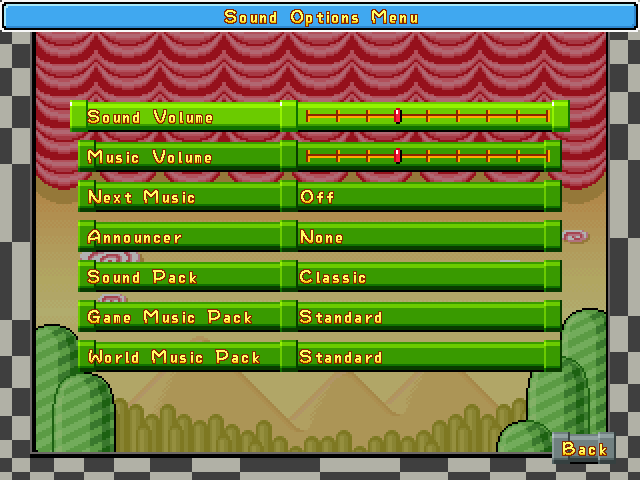 Sound Options Menu
Sound Volume
Music Volume
Next Music Off
Announcer None
Sound Pack Classic
Game Music Pack Standard
World Music Pack Standard
Back